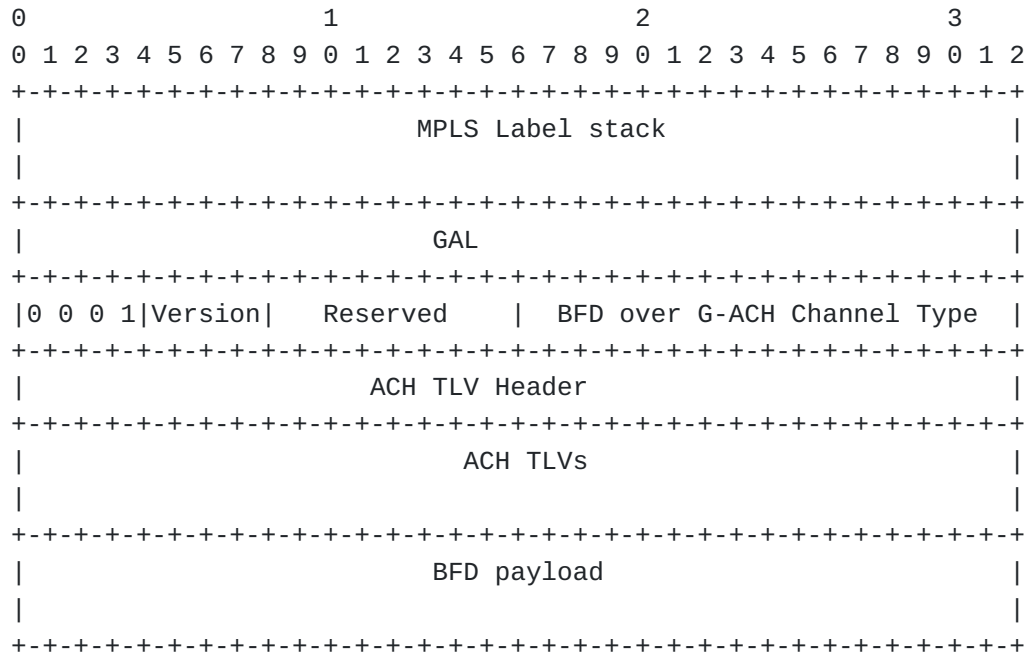 0                   1                   2                   3
0 1 2 3 4 5 6 7 8 9 0 1 2 3 4 5 6 7 8 9 0 1 2 3 4 5 6 7 8 9 0 1 2
+-+-+-+-+-+-+-+-+-+-+-+-+-+-+-+-+-+-+-+-+-+-+-+-+-+-+-+-+-+-+-+-+
|                         MPLS Label stack                      |
|                                                               |
+-+-+-+-+-+-+-+-+-+-+-+-+-+-+-+-+-+-+-+-+-+-+-+-+-+-+-+-+-+-+-+-+
|                          GAL                                  |
+-+-+-+-+-+-+-+-+-+-+-+-+-+-+-+-+-+-+-+-+-+-+-+-+-+-+-+-+-+-+-+-+
|0 0 0 1|Version|   Reserved    |  BFD over G-ACH Channel Type  |
+-+-+-+-+-+-+-+-+-+-+-+-+-+-+-+-+-+-+-+-+-+-+-+-+-+-+-+-+-+-+-+-+
|                      ACH TLV Header                           |
+-+-+-+-+-+-+-+-+-+-+-+-+-+-+-+-+-+-+-+-+-+-+-+-+-+-+-+-+-+-+-+-+
|                            ACH TLVs                           |
|                                                               |
+-+-+-+-+-+-+-+-+-+-+-+-+-+-+-+-+-+-+-+-+-+-+-+-+-+-+-+-+-+-+-+-+
|                          BFD payload                          |
|                                                               |
+-+-+-+-+-+-+-+-+-+-+-+-+-+-+-+-+-+-+-+-+-+-+-+-+-+-+-+-+-+-+-+-+